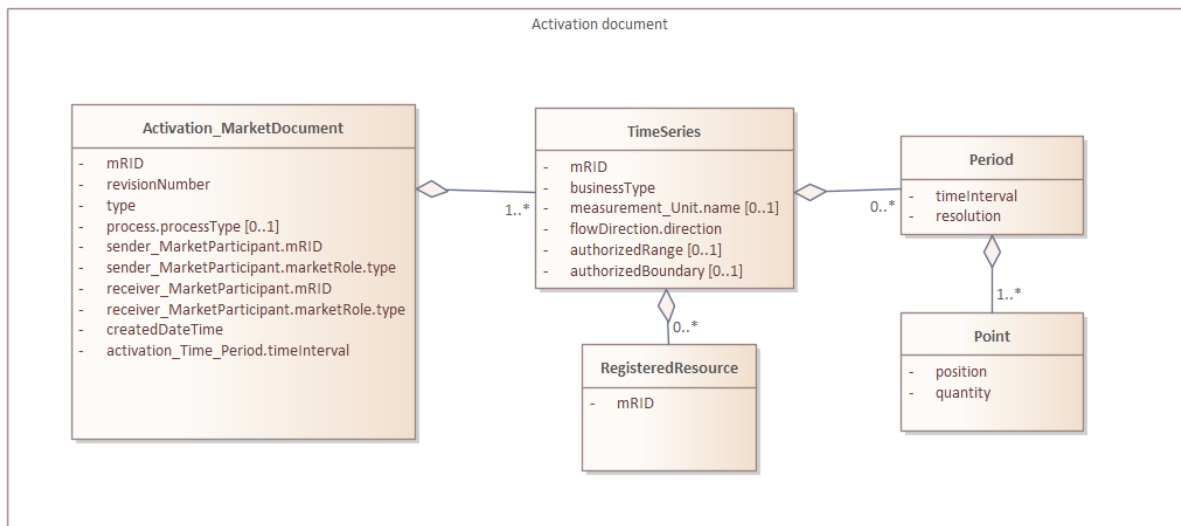 Activation document
Activation_MarketDocument
- mRID
- revisionNumber
- type
- process.processType [0..1]
- sender_MarketParticipant.mRID
- sender_MarketParticipant.marketRole.type
- receiver_MarketParticipant.mRID
- receiver_MarketParticipant.marketRole.type
- createdDateTime
- activation_Time_Period.timeInterval
1..*
TimeSeries
- mRID
- businessType
- measurement_Unit.name [0..1]
- flowDirection.direction
- authorizedRange [0..1]
- authorizedBoundary [0..1]
0..*
Period
- timeInterval
- resolution
0..*
RegisteredResource
- mRID
1..*
Point
- position
- quantity